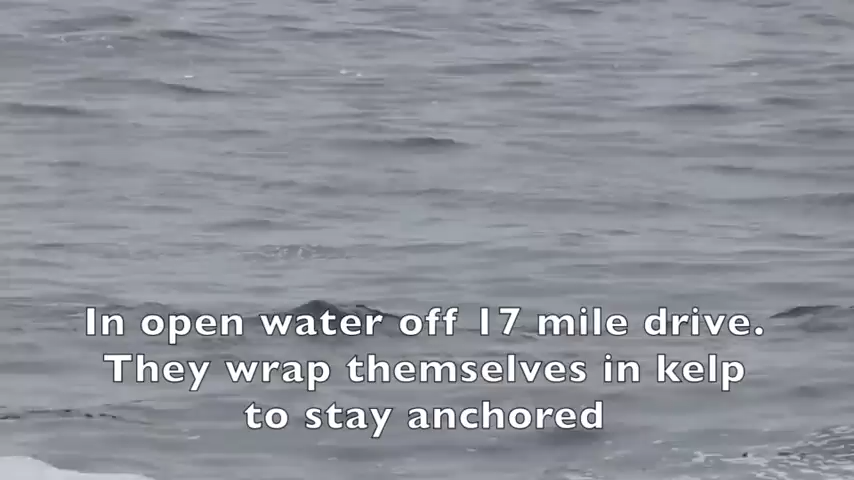 In open water off 17 mile drive.
They wrap themselves in kelp
to stay anchored